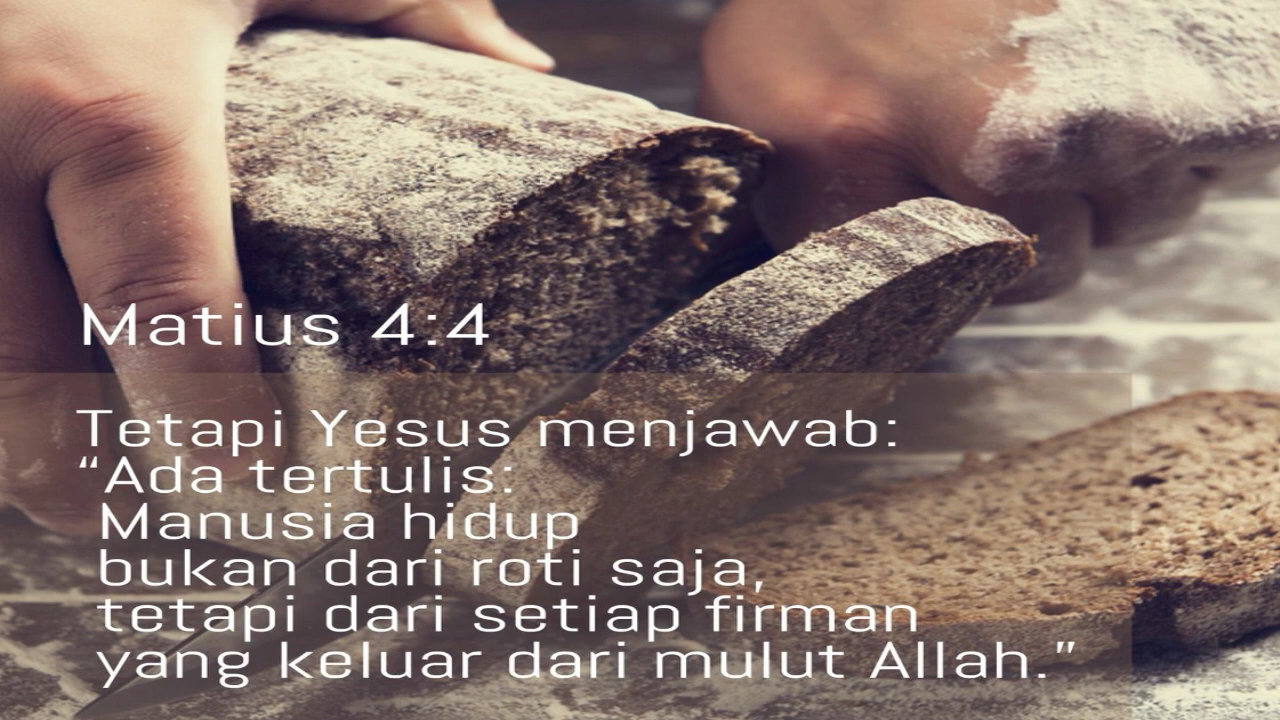 Matius 4:4
Tetapi Yesus menjawab:
“Ada tertulis:
Manusia hidup
bukan dari roti saja,
tetapi dari setiap firman
yang keluar dari mulut Allah.”